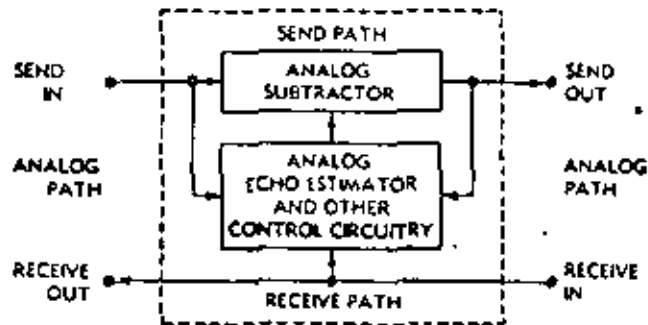 SEND PATH
SEND
IN
ANALOG
SUBTRACTOR
SEND
OUT
ANALOG
PATH
ANALOG
ECHO ESTIMATOR
AND OTHER
CONTROL CIRCUITRY
ANALOG
PATH
RECEIVE
OUT
RECEIVE PATH
RECEIVE
IN